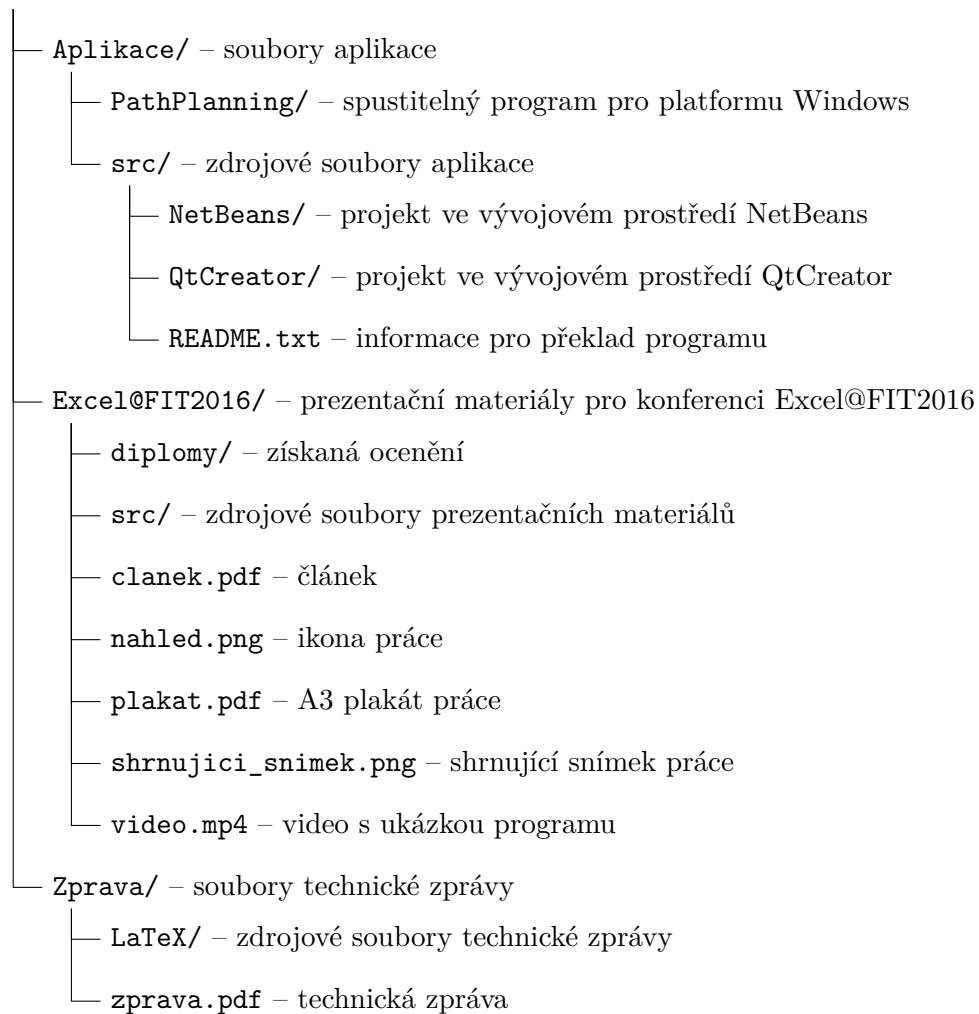 Aplikace/ – soubory aplikace
PathPlanning/ – spustitelný program pro platformu Windows
src/ – zdrojové soubory aplikace
NetBeans/ – projekt ve vývojovém prostředí NetBeans
QtCreator/ – projekt ve vývojovém prostředí QtCreator
README.txt – informace pro překlad programu
Excel@FIT2016/ – prezentační materiály pro konferenci Excel@FIT2016
diplomy/ – získaná ocenění
src/ – zdrojové soubory prezentačních materiálů
clanek.pdf – článek
nahled.png – ikona práce
plakat.pdf – A3 plakát práce
shrnujici_snimek.png – shrnující snímek práce
video.mp4 – video s ukázkou programu
Zprava/ – soubory technické zprávy
LaTeX/ – zdrojové soubory technické zprávy
zprava.pdf – technická zpráva